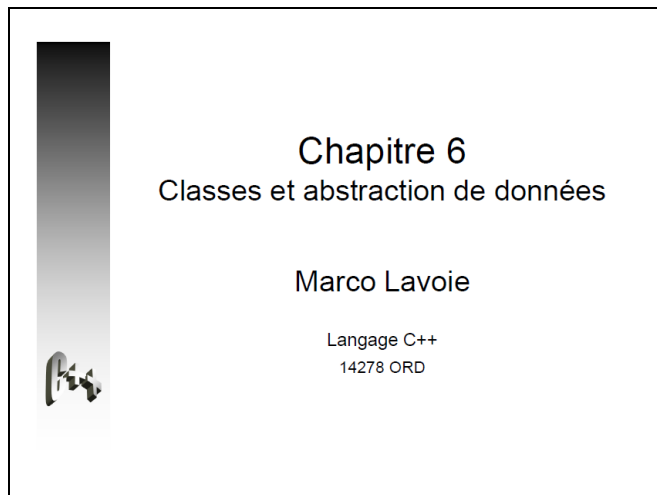 Chapitre 6
Classes et abstraction de données
Marco Lavoie
Langage C++
14278 ORD
C++